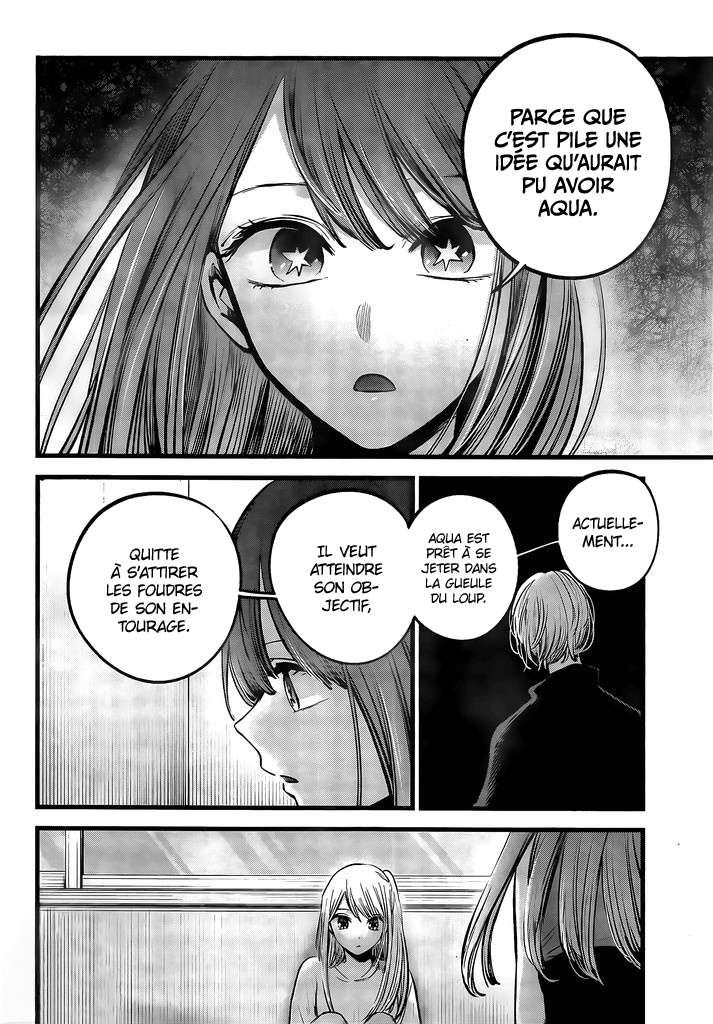 PARCE QUE
C'EST PILE UNE
IDÉE QU'AURAIT
PU AVOIR
AQUA.
ACTUELLE-
MENT...
AQUA EST
PRÊT À SE
JETER DANS
LA GUEULE
DU LOUP.
IL VEUT
ATTEINDRE
SON OB-
JECTIF,
QUITTE
À S'ATTIRER
LES FOUDRES
DE SON EN-
TOURAGE.